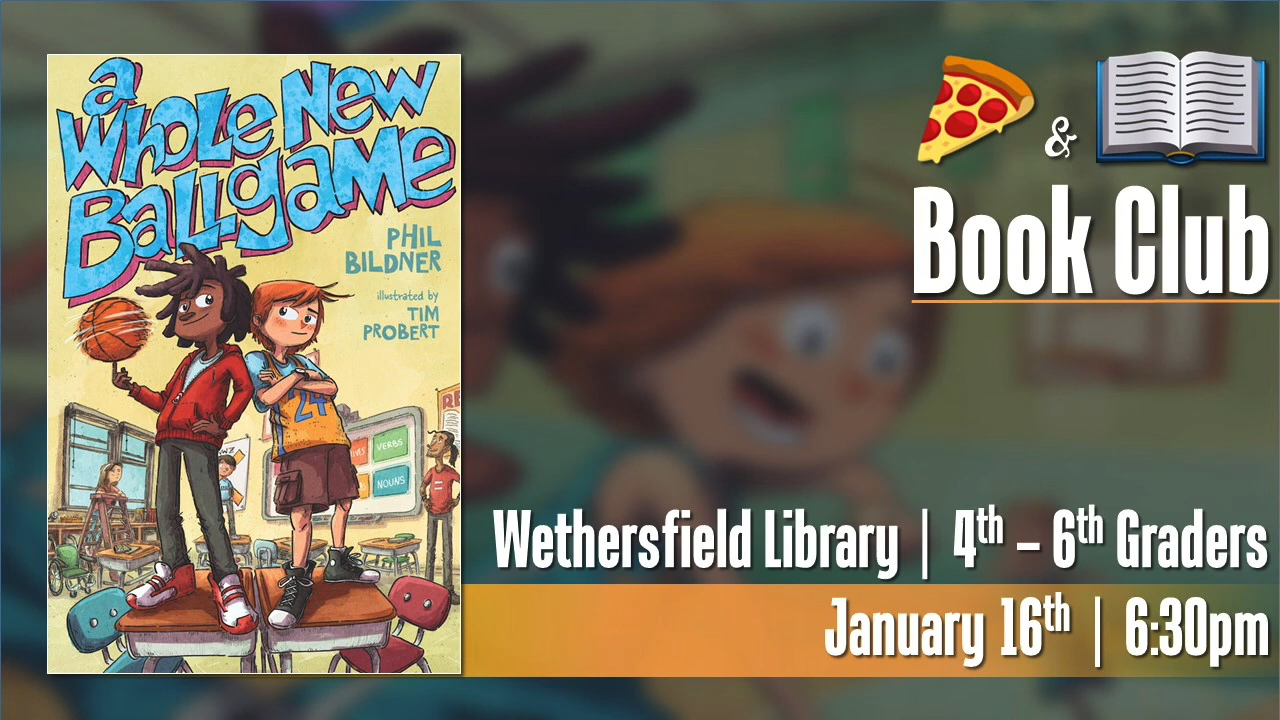 a
Whole New
Ballgame
PHIL
BILDNER
illustrated by
TIM
PROBERT
24
VERBS
NOUNS
RE
&
Book Club
Wethersfield Library | 4th – 6th Graders
January 16th | 6:30pm